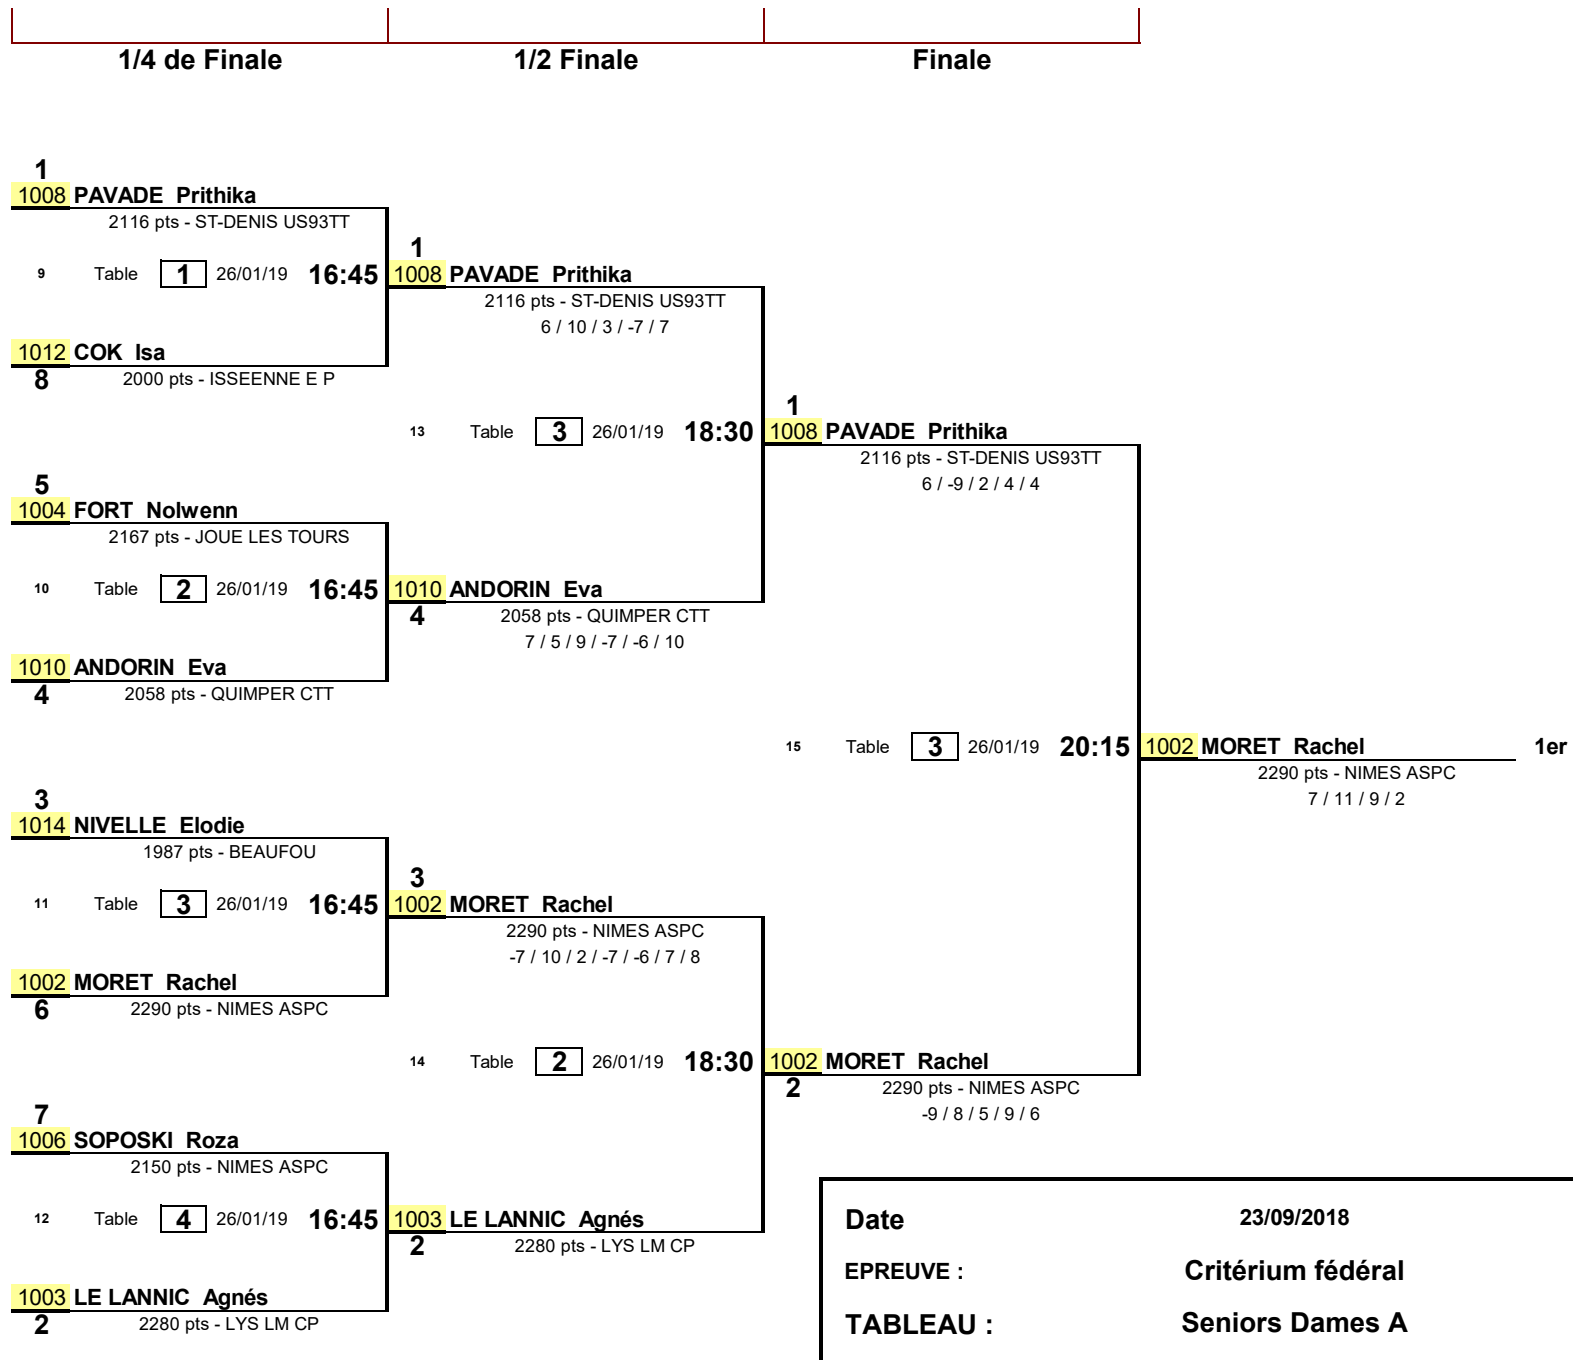 1/4 de Finale 1/2 Finale Finale
1
1008 PAVADE Prithika
2116 pts - ST-DENIS US93TT
1
9 Table 1 26/01/19 16:45 1008 PAVADE Prithika
2116 pts - ST-DENIS US93TT
6 / 10 / 3 / -7 / 7
1012 COK Isa
8 2000 pts - ISSEENNE E P
1
13 Table 3 26/01/19 18:30 1008 PAVADE Prithika
2116 pts - ST-DENIS US93TT
6 / -9 / 2 / 4 / 4
5
1004 FORT Nolwenn
2167 pts - JOUE LES TOURS
10 Table 2 26/01/19 16:45 1010 ANDORIN Eva
4 2058 pts - QUIMPER CTT
7 / 5 / 9 / -7 / -6 / 10
1010 ANDORIN Eva
4 2058 pts - QUIMPER CTT
15 Table 3 26/01/19 20:15 1002 MORET Rachel 1er
2290 pts - NIMES ASPC
7 / 11 / 9 / 2
3
1014 NIVELLE Elodie
1987 pts - BEAUFOU
3
11 Table 3 26/01/19 16:45 1002 MORET Rachel
2290 pts - NIMES ASPC
-7 / 10 / 2 / -7 / -6 / 7 / 8
1002 MORET Rachel
6 2290 pts - NIMES ASPC
14 Table 2 26/01/19 18:30 1002 MORET Rachel
2 2290 pts - NIMES ASPC
-9 / 8 / 5 / 9 / 6
7
1006 SOPOSKI Roza
2150 pts - NIMES ASPC
12 Table 4 26/01/19 16:45 1003 LE LANNIC Agnés
2 2280 pts - LYS LM CP
1003 LE LANNIC Agnés
2 2280 pts - LYS LM CP
Date 23/09/2018
EPREUVE : Critérium fédéral
TABLEAU : Seniors Dames A